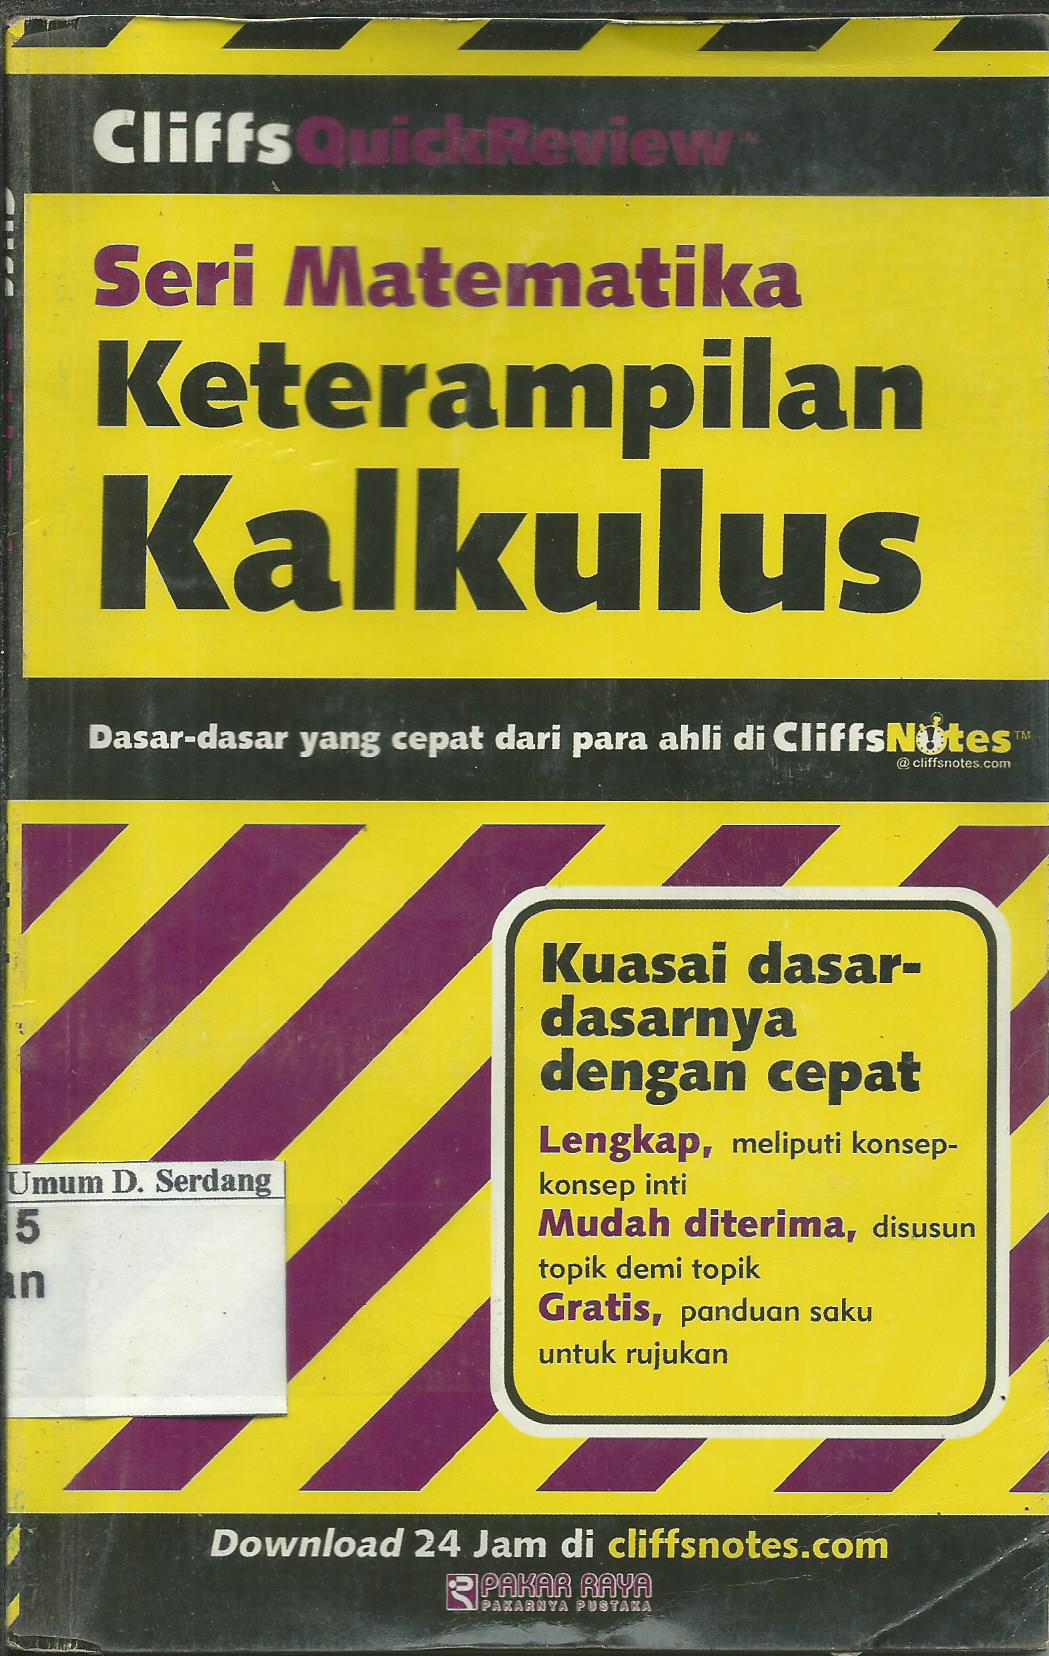 CliffsQuickReview™
Seri Matematika
Keterampilan
Kalkulus
Dasar-dasar yang cepat dari para ahli di CliffsNotes™
@cliffsnotes.com
Kuasai dasar-
dasarnya
dengan cepat
Lengkap, meliputi konsep-
konsep inti
Mudah diterima, disusun
topik demi topik
Gratis, panduan saku
untuk rujukan
Umum D. Serdang
5
an
Download 24 Jam di cliffsnotes.com
PAKAR RAYA
PAKARNYA PUSTAKA